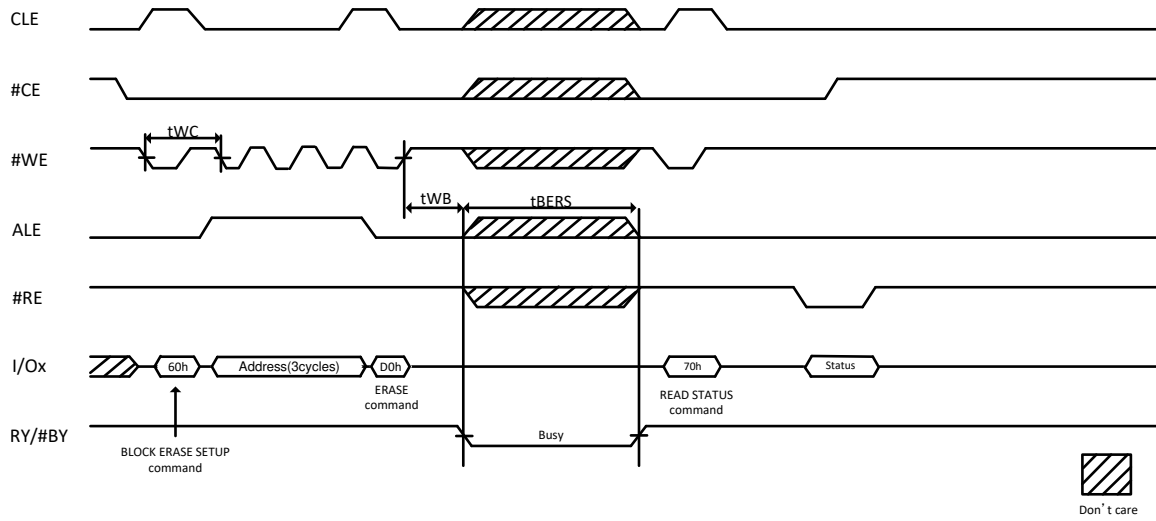 CLE
#CE
tWC
#WE
tWB
tBERS
ALE
#RE
I/Ox
60h
Address(3cycles)
D0h
70h
Status
ERASE
command
READ STATUS
command
RY/#BY
Busy
BLOCK ERASE SETUP
command
Don’t care